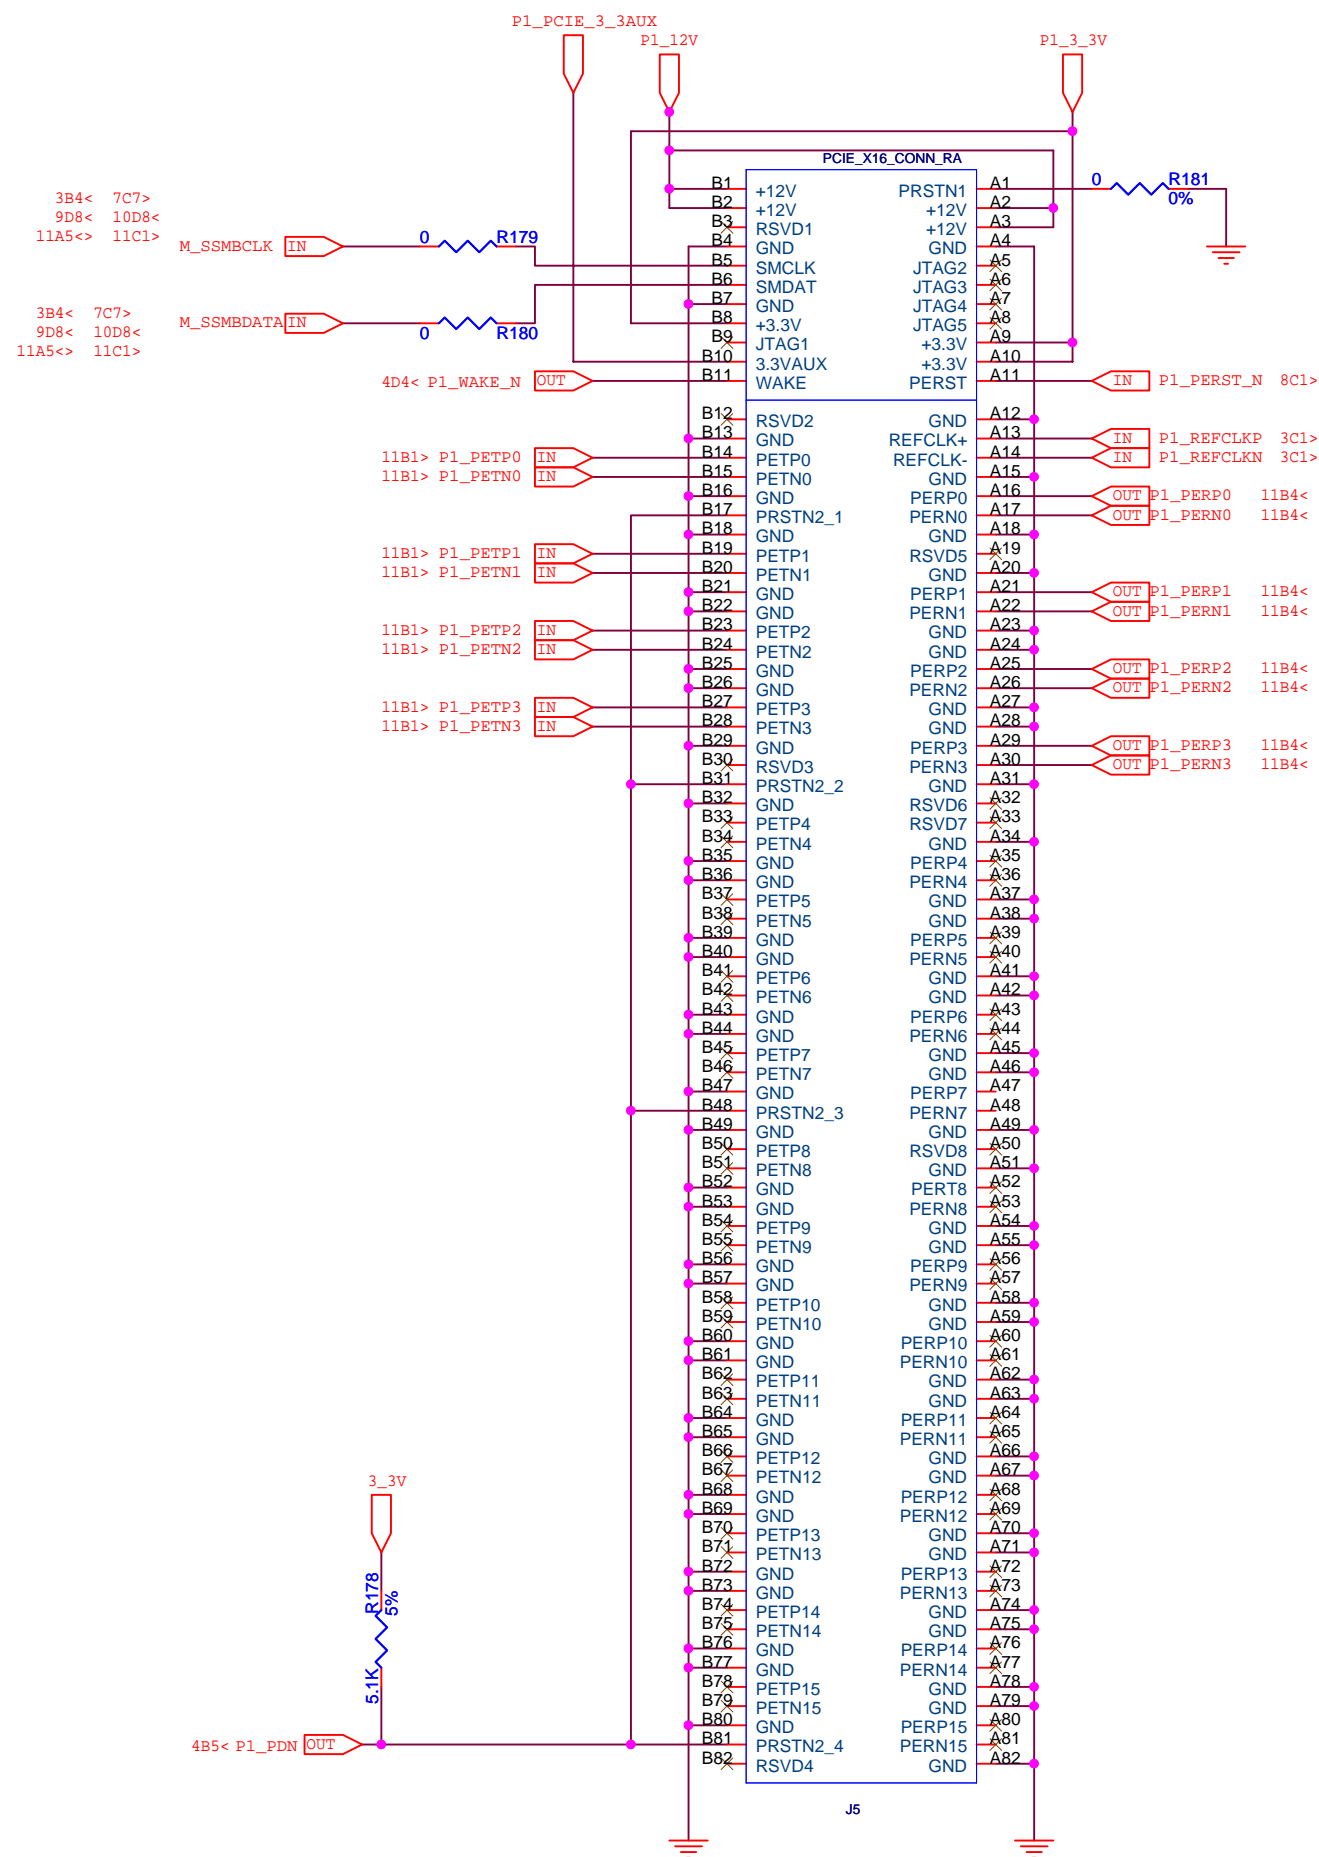 P1_PCIE_3_3AUX
P1_12V
P1_3_3V
PCIE_X16_CONN_RA
3B4< 7C7>
9D8< 10D8<
11A5<> 11C1>
M_SSMBCLK IN
0 R179
3B4< 7C7>
9D8< 10D8<
11A5<> 11C1>
M_SSMBDATA IN
0 R180
0 R181
0%
B1 +12V PRSTN1 A1
B2 +12V +12V A2
B3 RSVD1 +12V A3
B4 GND GND A4
B5 SMCLK JTAG2 A5
B6 SMDAT JTAG3 A6
B7 GND JTAG4 A7
B8 +3.3V JTAG5 A8
B9 JTAG1 +3.3V A9
B10 3.3VAUX +3.3V A10
4D4< P1_WAKE_N OUT B11 WAKE PERST A11 IN P1_PERST_N 8C1>
B12 RSVD2 GND A12
B13 GND REFCLK+ A13 IN P1_REFCLKP 3C1>
11B1> P1_PETP0 IN B14 PETP0 REFCLK- A14 IN P1_REFCLKN 3C1>
11B1> P1_PETN0 IN B15 PETN0 GND A15
B16 GND PERP0 A16 OUT P1_PERP0 11B4<
B17 PRSTN2_1 PERN0 A17 OUT P1_PERN0 11B4<
B18 GND GND A18
11B1> P1_PETP1 IN B19 PETP1 RSVD5 A19
11B1> P1_PETN1 IN B20 PETN1 GND A20
B21 GND PERP1 A21 OUT P1_PERP1 11B4<
B22 GND PERN1 A22 OUT P1_PERN1 11B4<
11B1> P1_PETP2 IN B23 PETP2 GND A23
11B1> P1_PETN2 IN B24 PETN2 GND A24
B25 GND PERP2 A25 OUT P1_PERP2 11B4<
B26 GND PERN2 A26 OUT P1_PERN2 11B4<
11B1> P1_PETP3 IN B27 PETP3 GND A27
11B1> P1_PETN3 IN B28 PETN3 GND A28
B29 GND PERP3 A29 OUT P1_PERP3 11B4<
B30 RSVD3 PERN3 A30 OUT P1_PERN3 11B4<
B31 PRSTN2_2 GND A31
B32 GND RSVD6 A32
B33 PETP4 RSVD7 A33
B34 PETN4 GND A34
B35 GND PERP4 A35
B36 GND PERN4 A36
B37 PETP5 GND A37
B38 PETN5 GND A38
B39 GND PERP5 A39
B40 GND PERN5 A40
B41 PETP6 GND A41
B42 PETN6 GND A42
B43 GND PERP6 A43
B44 GND PERN6 A44
B45 PETP7 GND A45
B46 PETN7 GND A46
B47 GND PERP7 A47
B48 PRSTN2_3 PERN7 A48
B49 GND GND A49
B50 PETP8 RSVD8 A50
B51 PETN8 GND A51
B52 GND PERT8 A52
B53 GND PERN8 A53
B54 PETP9 GND A54
B55 PETN9 GND A55
B56 GND PERP9 A56
B57 GND PERN9 A57
B58 PETP10 GND A58
B59 PETN10 GND A59
B60 GND PERP10 A60
B61 GND PERN10 A61
B62 PETP11 GND A62
B63 PETN11 GND A63
B64 GND PERP11 A64
B65 GND PERN11 A65
B66 PETP12 GND A66
B67 PETN12 GND A67
B68 GND PERP12 A68
B69 GND PERN12 A69
B70 PETP13 GND A70
B71 PETN13 GND A71
B72 GND PERP13 A72
B73 GND PERN13 A73
B74 PETP14 GND A74
B75 PETN14 GND A75
B76 GND PERP14 A76
B77 GND PERN14 A77
B78 PETP15 GND A78
B79 PETN15 GND A79
B80 GND PERP15 A80
B81 PRSTN2_4 PERN15 A81
B82 RSVD4 GND A82
3_3V
R178
5%
5.1K
4B5< P1_PDN OUT
J5